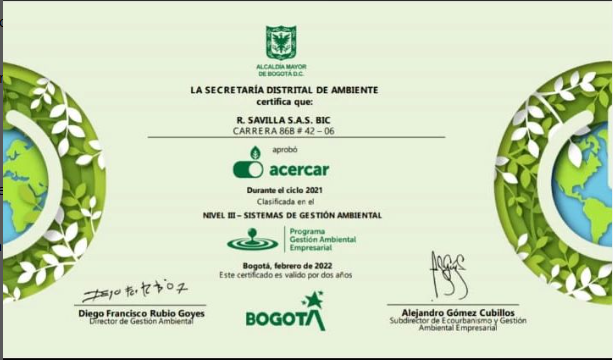 ALCALDÍA MAYOR
DE BOGOTÁ D.C.
LA SECRETARÍA DISTRITAL DE AMBIENTE
certifica que:
R. SAVILLA S.A.S. BIC
CARRERA 86B # 42 – 06
aprobó
acercar
Durante el ciclo 2021
Clasificada en el
NIVEL III – SISTEMAS DE GESTIÓN AMBIENTAL
Programa
Gestión Ambiental
Empresarial
Bogotá, febrero de 2022
Este certificado es valido por dos años
Diego Francisco Rubio Goyes
Director de Gestión Ambiental
BOGOTÁ
Alejandro Gómez Cubillos
Subdirector de Ecourbanismo y Gestión
Ambiental Empresarial